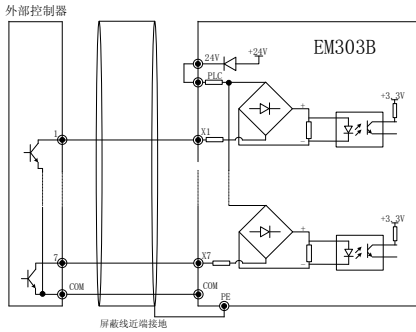 外部控制器
EM303B
24V
+24V
PLC
+
-
+3.3V
1
X1
+3.3V
+
-
7
X7
COM
COM
PE
屏蔽线近端接地